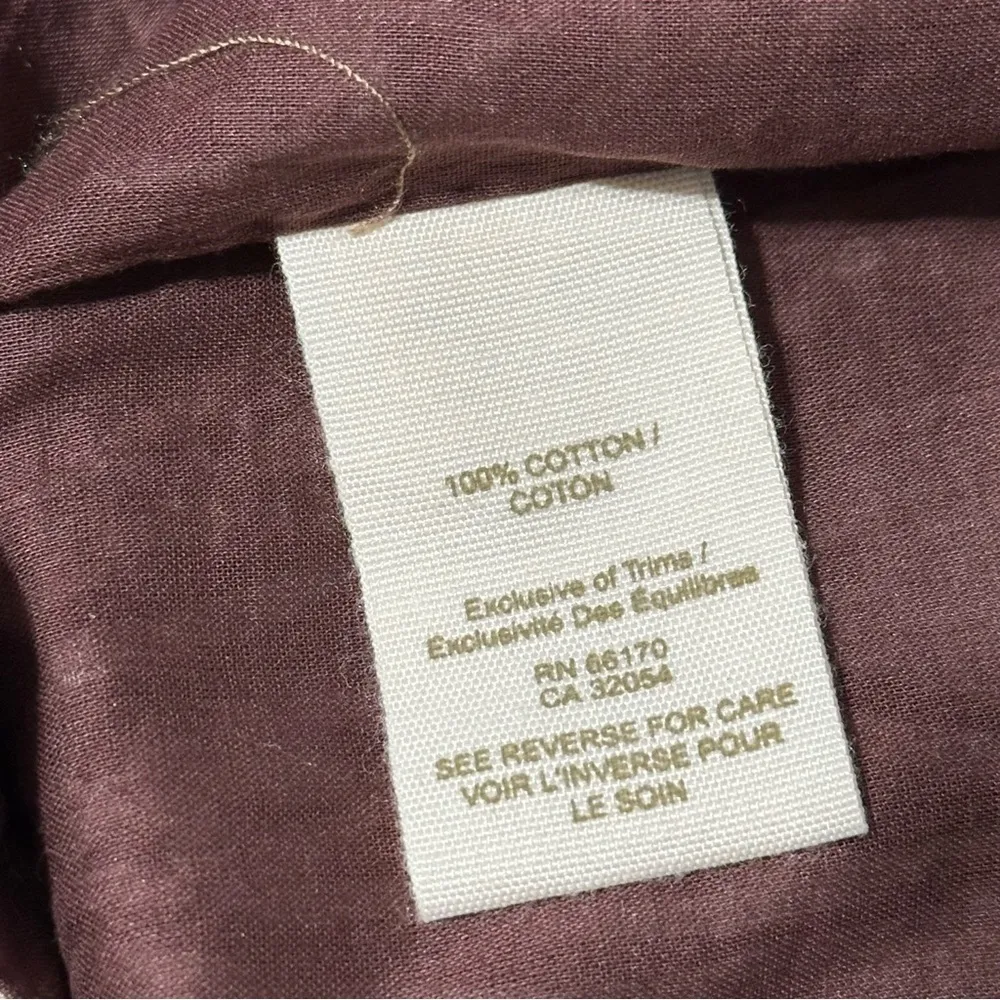 100% COTTON /
COTON
Exclusive of Trims /
Exclusivité Des Équilibres
RN 66170
CA 32054
SEE REVERSE FOR CARE
VOIR L'INVERSE POUR
LE SOIN